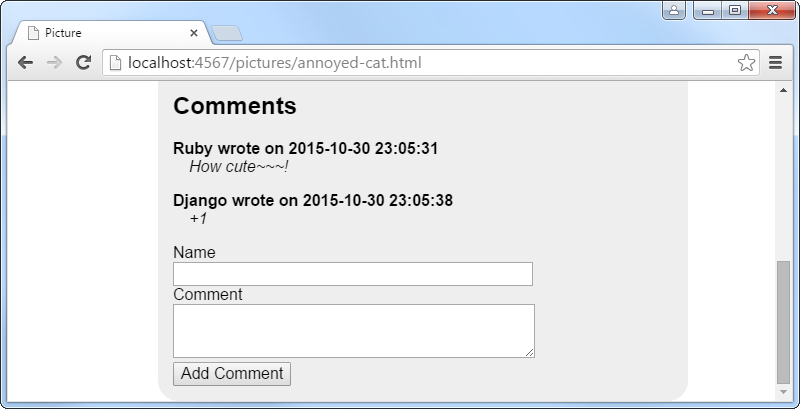 Picture
localhost:4567/pictures/annoyed-cat.html
Comments
Ruby wrote on 2015-10-30 23:05:31
How cute~~~!
Django wrote on 2015-10-30 23:05:38
+1
Name
Comment
Add Comment